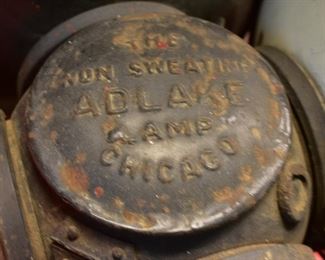 THE
NON SWEATING
ADLAKE
LAMP
CHICAGO